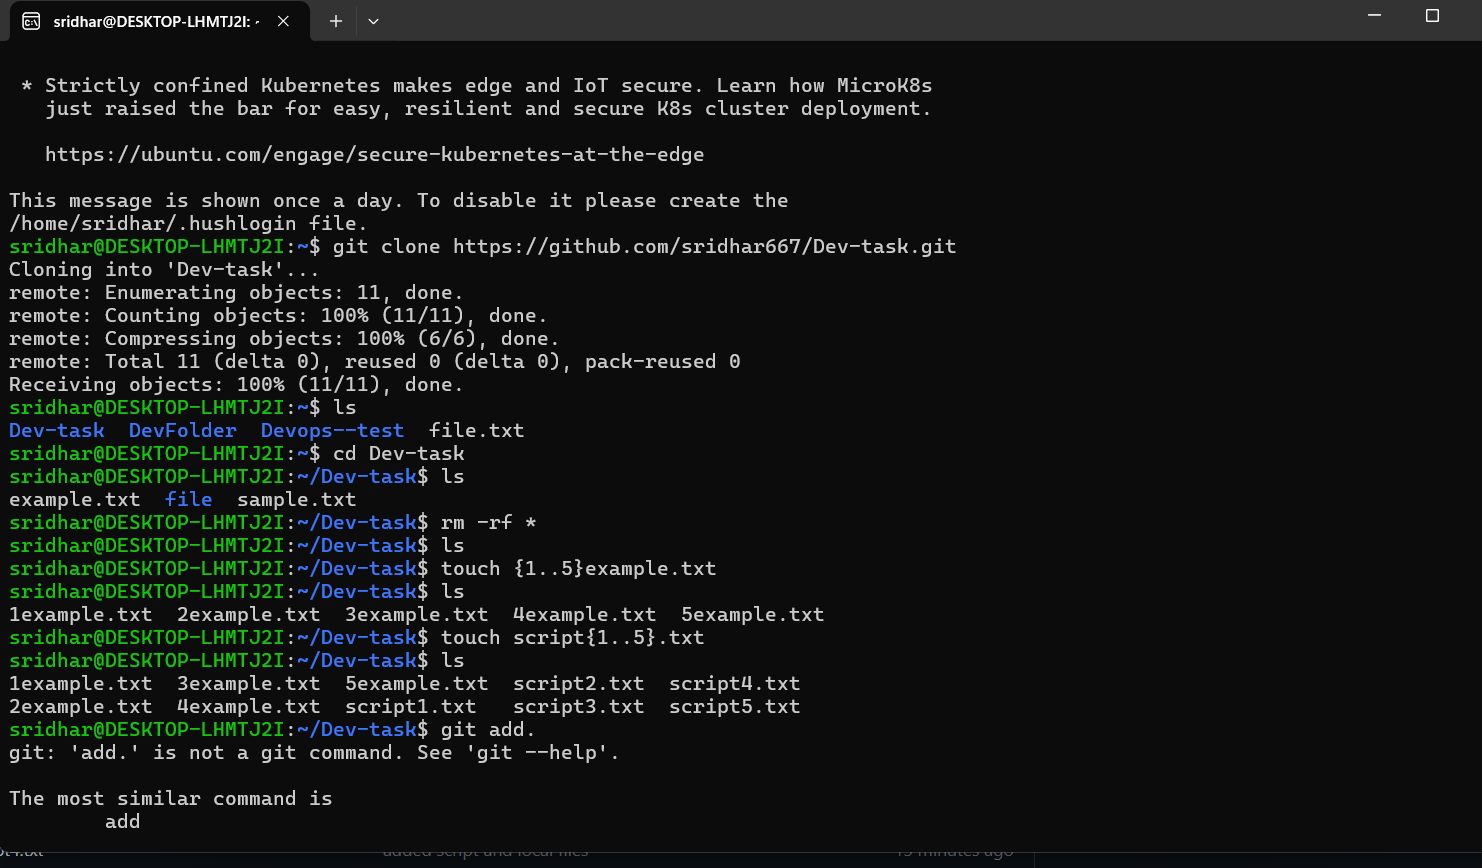 sridhar@DESKTOP-LHMTJ2I: ~
* Strictly confined Kubernetes makes edge and IoT secure. Learn how MicroK8s
just raised the bar for easy, resilient and secure K8s cluster deployment.
https://ubuntu.com/engage/secure-kubernetes-at-the-edge
This message is shown once a day. To disable it please create the
/home/sridhar/.hushlogin file.
sridhar@DESKTOP-LHMTJ2I:~$ git clone https://github.com/sridhar667/Dev-task.git
Cloning into 'Dev-task'...
remote: Enumerating objects: 11, done.
remote: Counting objects: 100% (11/11), done.
remote: Compressing objects: 100% (6/6), done.
remote: Total 11 (delta 0), reused 0 (delta 0), pack-reused 0
Receiving objects: 100% (11/11), done.
sridhar@DESKTOP-LHMTJ2I:~$ ls
Dev-task  DevFolder  Devops--test  file.txt
sridhar@DESKTOP-LHMTJ2I:~$ cd Dev-task
sridhar@DESKTOP-LHMTJ2I:~/Dev-task$ ls
example.txt  file  sample.txt
sridhar@DESKTOP-LHMTJ2I:~/Dev-task$ rm -rf *
sridhar@DESKTOP-LHMTJ2I:~/Dev-task$ ls
sridhar@DESKTOP-LHMTJ2I:~/Dev-task$ touch {1..5}example.txt
sridhar@DESKTOP-LHMTJ2I:~/Dev-task$ ls
1example.txt  2example.txt  3example.txt  4example.txt  5example.txt
sridhar@DESKTOP-LHMTJ2I:~/Dev-task$ touch script{1..5}.txt
sridhar@DESKTOP-LHMTJ2I:~/Dev-task$ ls
1example.txt  3example.txt  5example.txt  script2.txt  script4.txt
2example.txt  4example.txt  script1.txt   script3.txt  script5.txt
sridhar@DESKTOP-LHMTJ2I:~/Dev-task$ git add.
git: 'add.' is not a git command. See 'git --help'.
The most similar command is
add
added script and local files 15 minutes ago